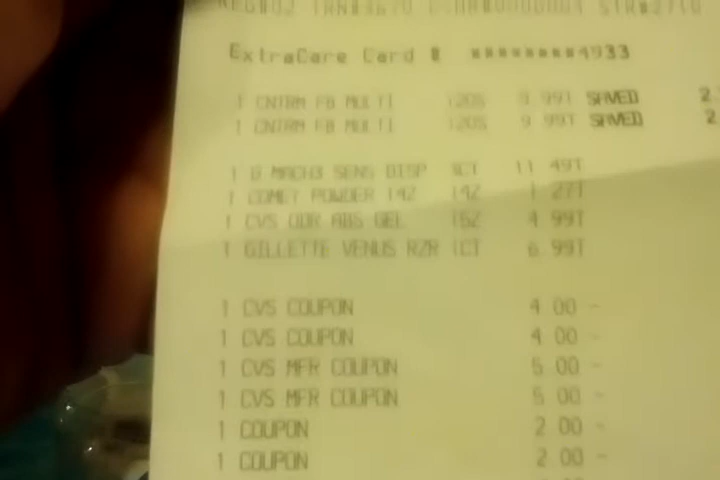 ExtraCare Card # ********4933
1 CNTRM FB MULTI 120S 9.99T SAVED 2.
1 CNTRM FB MULTI 120S 9.99T SAVED 2
1 G MACH3 SENS DISP 3CT 11.49T
1 COMET POWDER 14Z 14Z 1.27T
1 CVS ODR ABS GEL 15Z 4.99T
1 GILLETTE VENUS RZR 1CT 6.99T
1 CVS COUPON 4.00-
1 CVS COUPON 4.00-
1 CVS MFR COUPON 5.00-
1 CVS MFR COUPON 5.00-
1 COUPON 2.00-
1 COUPON 2.00-